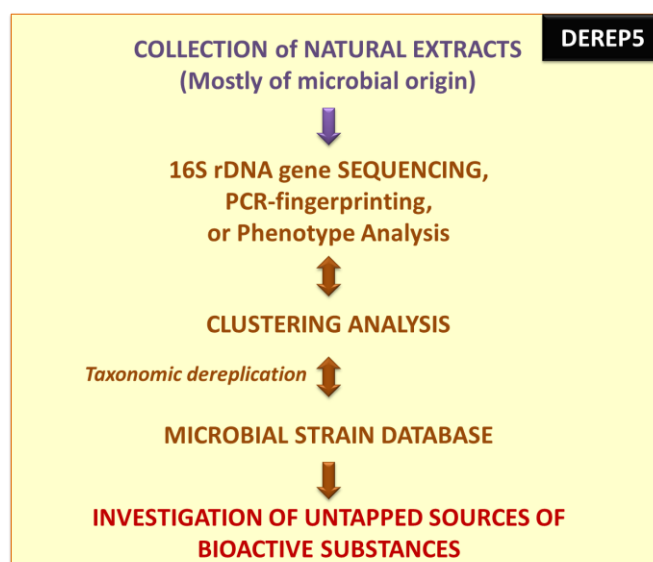 DEREP5
COLLECTION of NATURAL EXTRACTS
(Mostly of microbial origin)
16S rDNA gene SEQUENCING,
PCR-fingerprinting,
or Phenotype Analysis
CLUSTERING ANALYSIS
Taxonomic dereplication
MICROBIAL STRAIN DATABASE
INVESTIGATION OF UNTAPPED SOURCES OF
BIOACTIVE SUBSTANCES